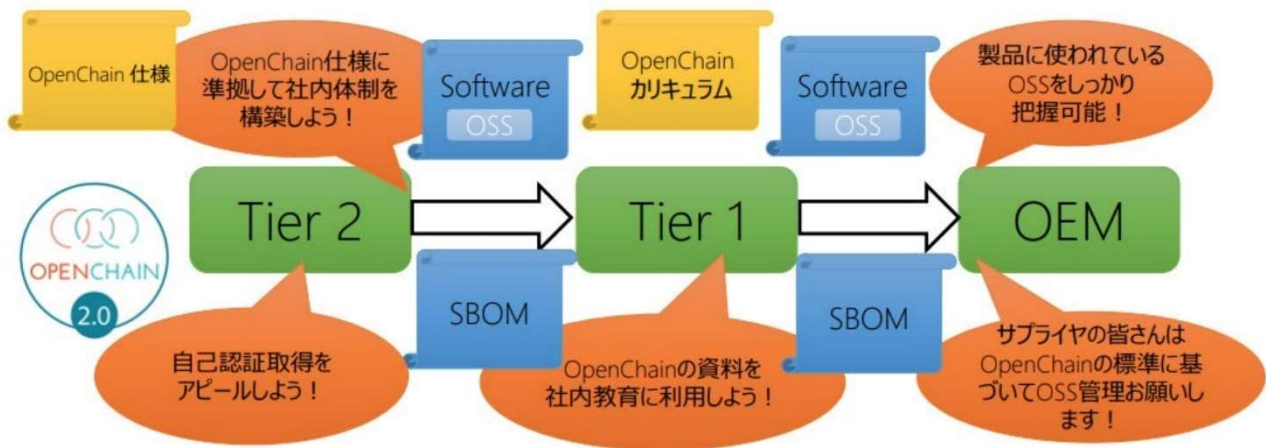 OpenChain 仕様
OpenChain仕様に
準拠して社内体制を
構築しよう！
Software
OSS
OpenChain
カリキュラム
Software
OSS
製品に使われている
OSSをしっかり
把握可能！
Tier 2
Tier 1
OEM
OPENCHAIN
2.0
SBOM
SBOM
自己認証取得を
アピールしよう！
OpenChainの資料を
社内教育に利用しよう！
サプライヤの皆さんは
OpenChainの標準に基
づいてOSS管理お願いし
ます！